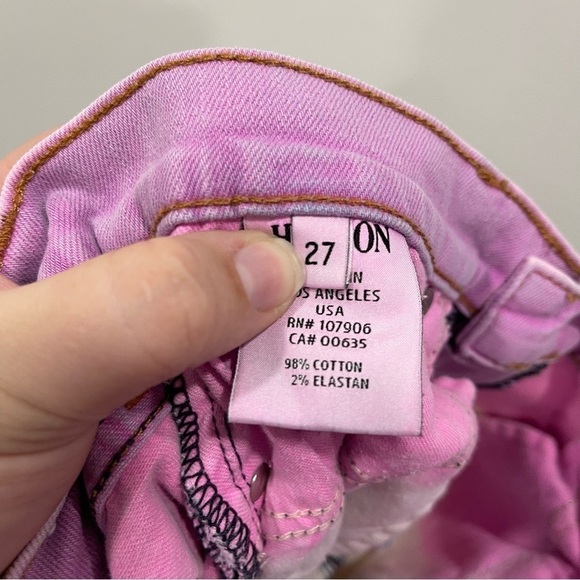 H ON
27
IN
OS ANGELES
USA
RN# 107906
CA# 00635
98% COTTON
2% ELASTAN